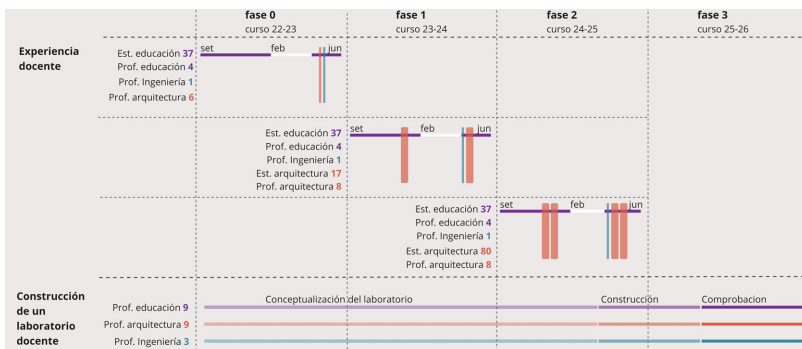 fase 0
curso 22-23
fase 1
curso 23-24
fase 2
curso 24-25
fase 3
curso 25-26
Experiencia
docente
Est. educación 37
Prof. educación 4
Prof. Ingeniería 1
Prof. arquitectura 6
set feb jun
Est. educación 37
Prof. educación 4
Prof. Ingeniería 1
Est. arquitectura 17
Prof. arquitectura 8
set feb jun
Est. educación 37
Prof. educación 4
Prof. Ingeniería 1
Est. arquitectura 80
Prof. arquitectura 8
set feb jun
Construcción
de un
laboratorio
docente
Prof. educación 9
Prof. arquitectura 9
Prof. Ingeniería 3
Conceptualización del laboratorio
Construcción
Comprobacion